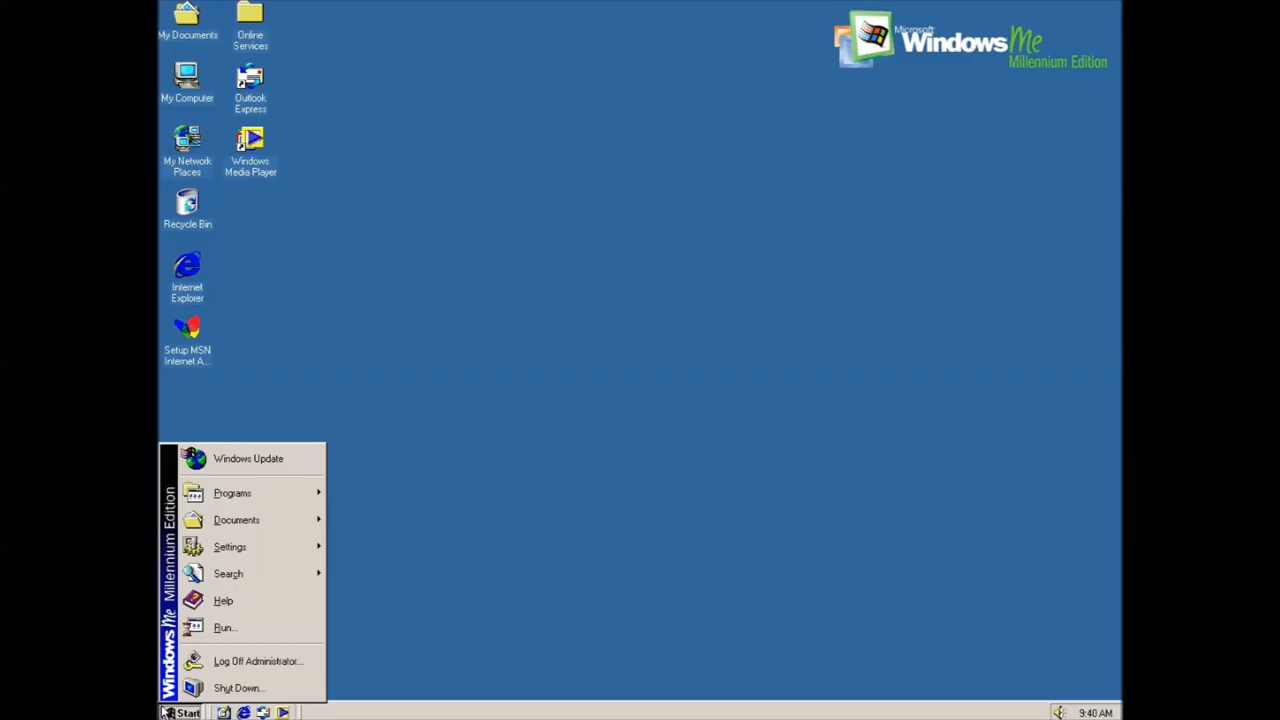 My Documents
Online
Services
My Computer
Outlook
Express
My Network
Places
Windows
Media Player
Recycle Bin
Internet
Explorer
Setup MSN
Internet A...
Microsoft
Windows Me
Millennium Edition
Windows Update
Programs
Documents
Settings
Search
Help
Run...
Log Off Administrator...
Shut Down...
Windows Me Millennium Edition
Start
9:40 AM